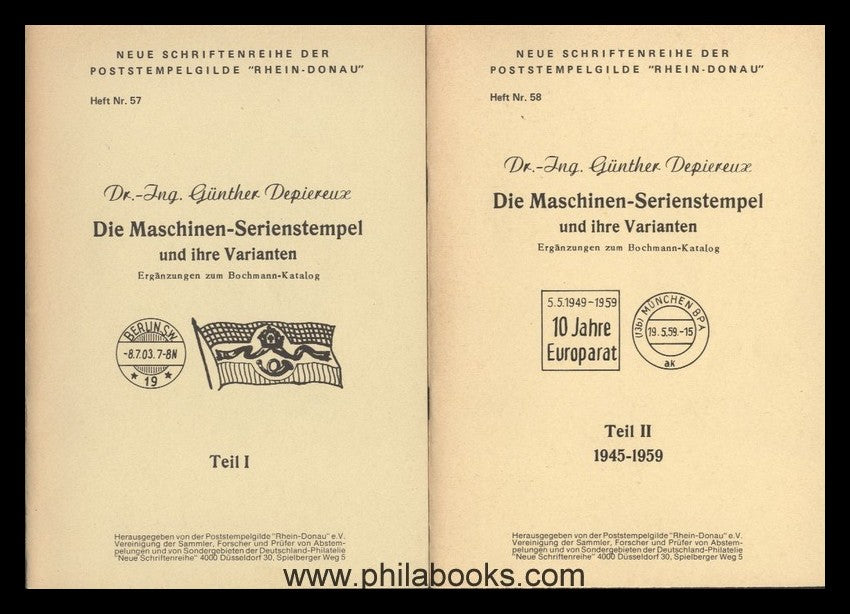 NEUE SCHRIFTENREIHE DER
POSTSTEMPELGILDE "RHEIN-DONAU"
Heft Nr. 57
Dr.-Ing. Günther Depiereux
Die Maschinen-Serienstempel
und ihre Varianten
Ergänzungen zum Bochmann-Katalog
BERLIN SW
-8.7.03. 7-8N
* 19 *
Teil I
Herausgegeben von der Poststempelgilde "Rhein-Donau" e.V.
Vereinigung der Sammler, Forscher und Prüfer von Abstem-
pelungen und von Sondergebieten der Deutschland-Philatelie
"Neue Schriftenreihe" 4000 Düsseldorf 30, Spielberger Weg 5
NEUE SCHRIFTENREIHE DER
POSTSTEMPELGILDE "RHEIN-DONAU"
Heft Nr. 58
Dr.-Ing. Günther Depiereux
Die Maschinen-Serienstempel
und ihre Varianten
Ergänzungen zum Bochmann-Katalog
5.5.1949-1959
10 Jahre
Europarat
(13b) MÜNCHEN BPA
19.5.59.-15
ak
Teil II
1945-1959
Herausgegeben von der Poststempelgilde "Rhein-Donau" e.V.
Vereinigung der Sammler, Forscher und Prüfer von Abstem-
pelungen und von Sondergebieten der Deutschland-Philatelie
"Neue Schriftenreihe" 4000 Düsseldorf 30, Spielberger Weg 5
www.philabooks.com